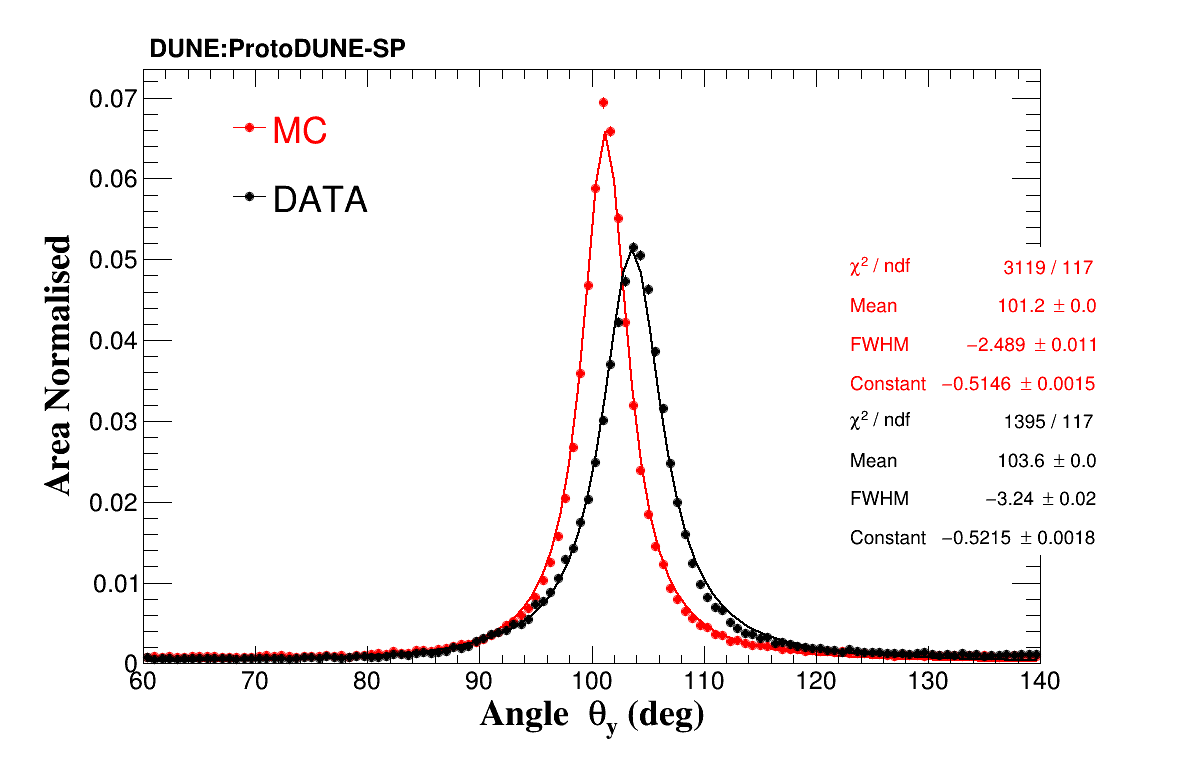 DUNE:ProtoDUNE-SP
0.07
0.06
0.05
0.04
0.03
0.02
0.01
0
Area Normalised
MC
DATA
χ² / ndf 3119 / 117
Mean 101.2 ± 0.0
FWHM −2.489 ± 0.011
Constant −0.5146 ± 0.0015
χ² / ndf 1395 / 117
Mean 103.6 ± 0.0
FWHM −3.24 ± 0.02
Constant −0.5215 ± 0.0018
60 70 80 90 100 110 120 130 140
Angle θy (deg)